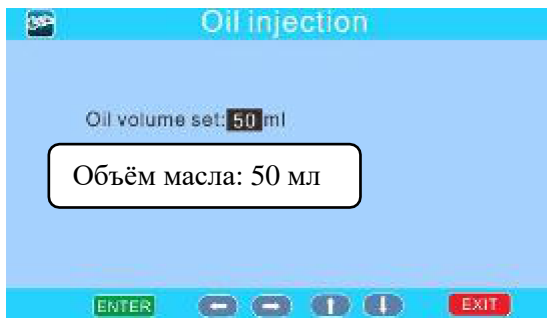 Oil injection
Oil volume set: 50 ml
Объём масла: 50 мл
ENTER
EXIT